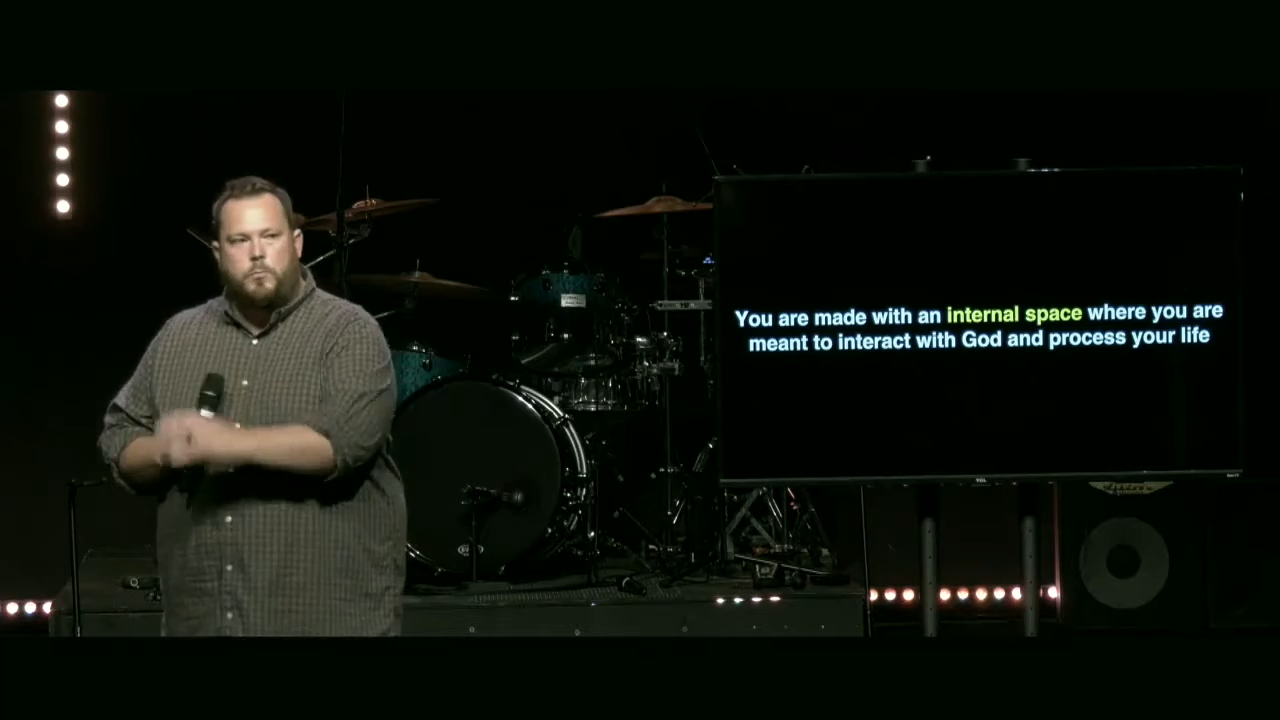 You are made with an internal space where you are
meant to interact with God and process your life
TCL